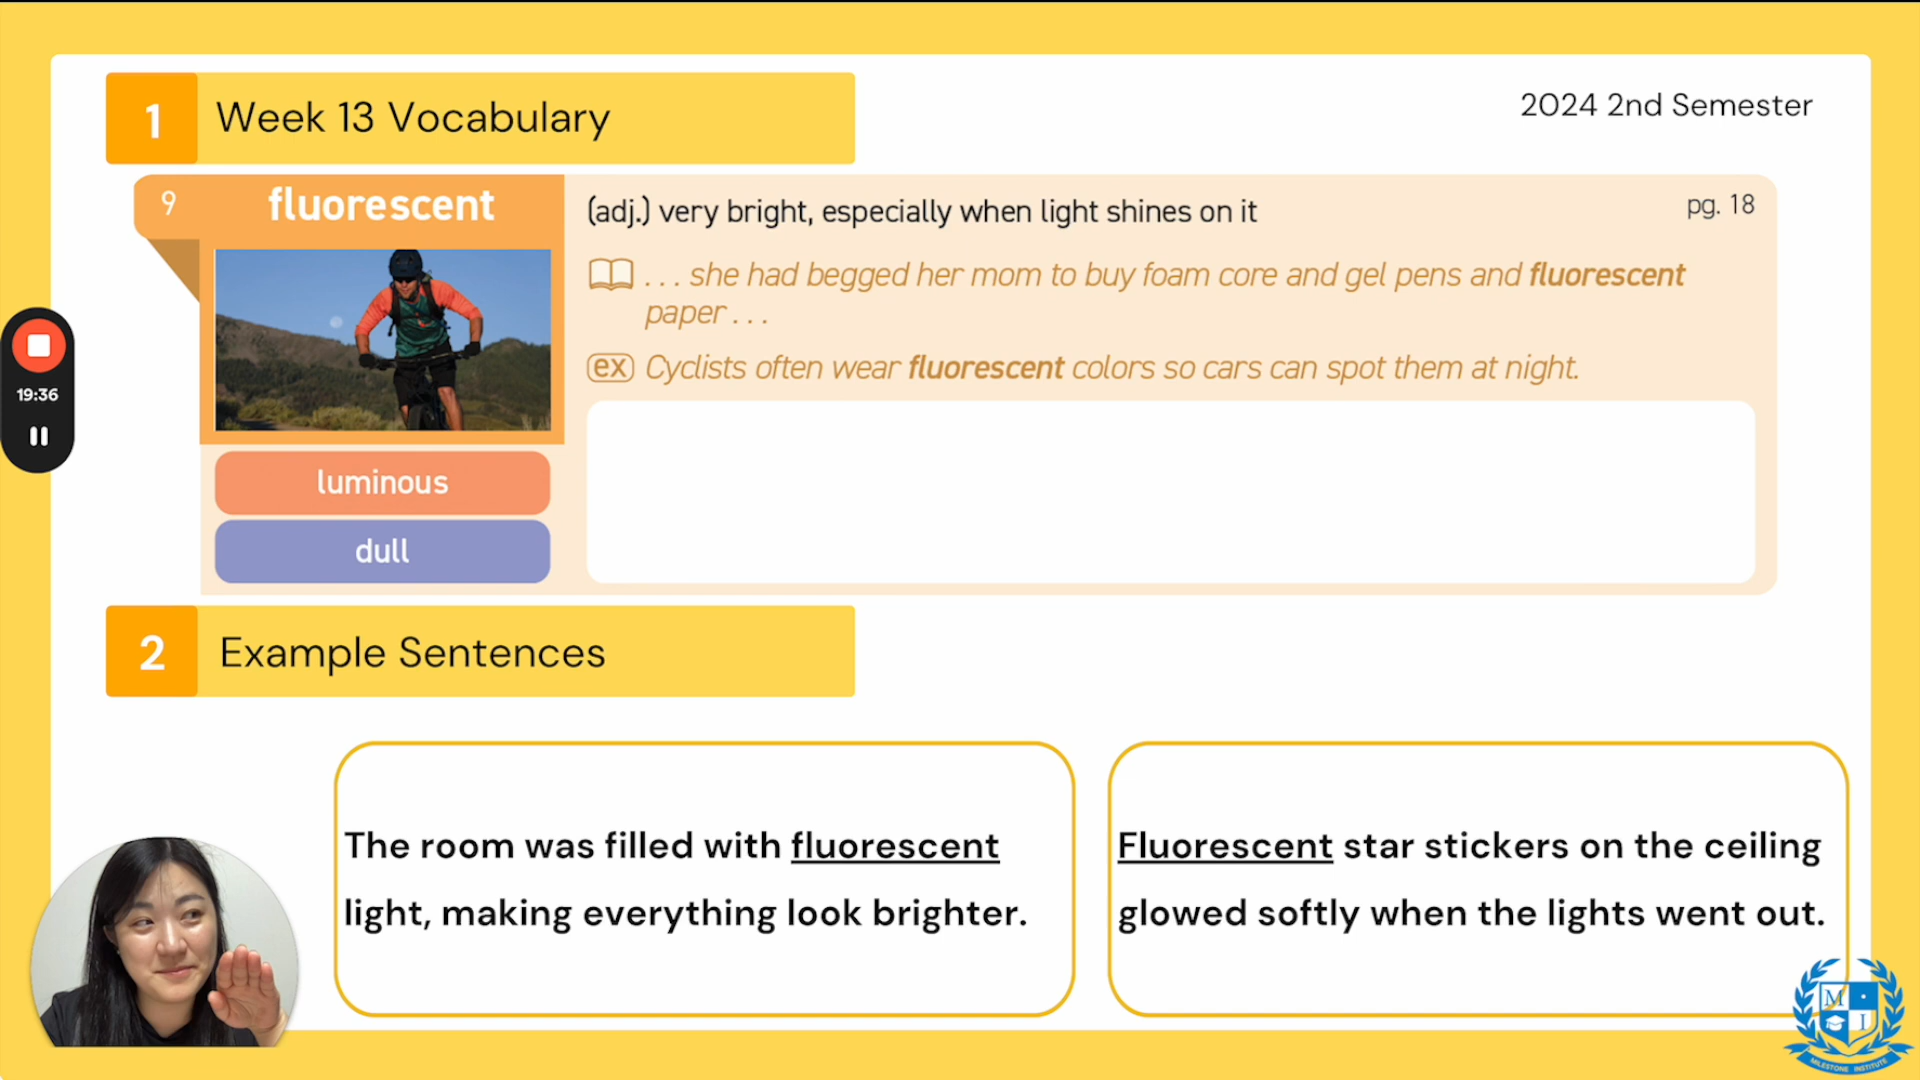 1 Week 13 Vocabulary
2024 2nd Semester
9 fluorescent
(adj.) very bright, especially when light shines on it
pg. 18
. . . she had begged her mom to buy foam core and gel pens and fluorescent
paper . . .
ex Cyclists often wear fluorescent colors so cars can spot them at night.
19:36
luminous
dull
2 Example Sentences
The room was filled with fluorescent
light, making everything look brighter.
Fluorescent star stickers on the ceiling
glowed softly when the lights went out.
M
I
MILESTONE INSTITUTE